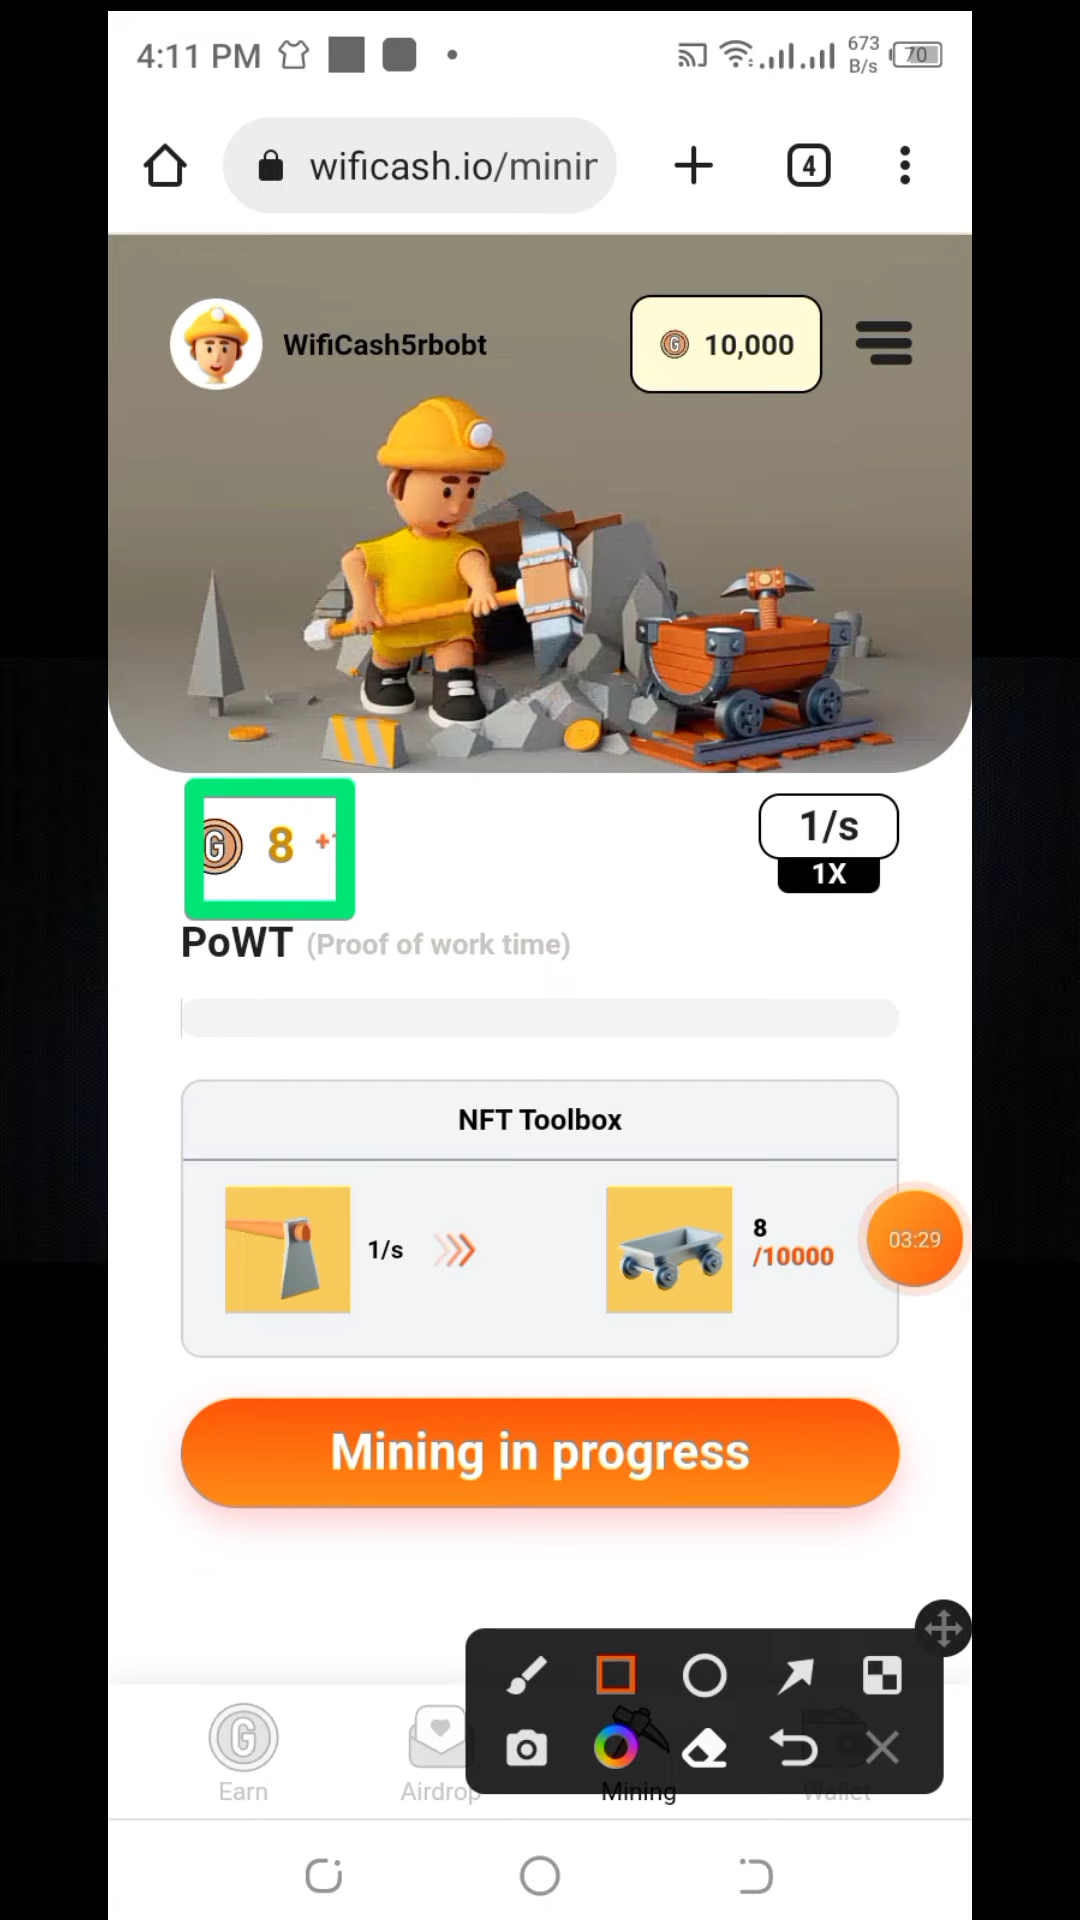 4:11 PM
673
B/s
70
wificash.io/minir
4
WifiCash5rbobt
G 10,000
G 8
1/s
1X
PoWT (Proof of work time)
NFT Toolbox
1/s
8
/10000
03:29
Mining in progress
G
Earn
Airdrop
Mining
Wallet